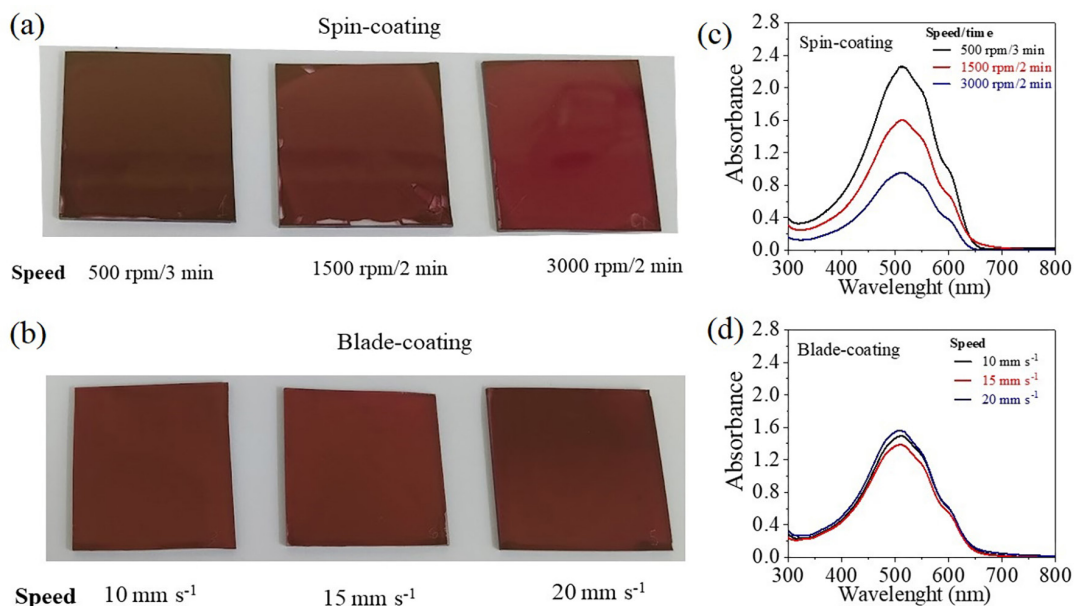 (a)
Spin-coating
Speed 500 rpm/3 min 1500 rpm/2 min 3000 rpm/2 min
(b)
Blade-coating
Speed 10 mm s⁻¹ 15 mm s⁻¹ 20 mm s⁻¹
(c)
2.8
2.4
2.0
1.6
1.2
0.8
0.4
0.0
Absorbance
Spin-coating
Speed/time
500 rpm/3 min
1500 rpm/2 min
3000 rpm/2 min
300 400 500 600 700 800
Wavelenght (nm)
(d)
2.8
2.4
2.0
1.6
1.2
0.8
0.4
0.0
Absorbance
Blade-coating
Speed
10 mm s⁻¹
15 mm s⁻¹
20 mm s⁻¹
300 400 500 600 700 800
Wavelenght (nm)